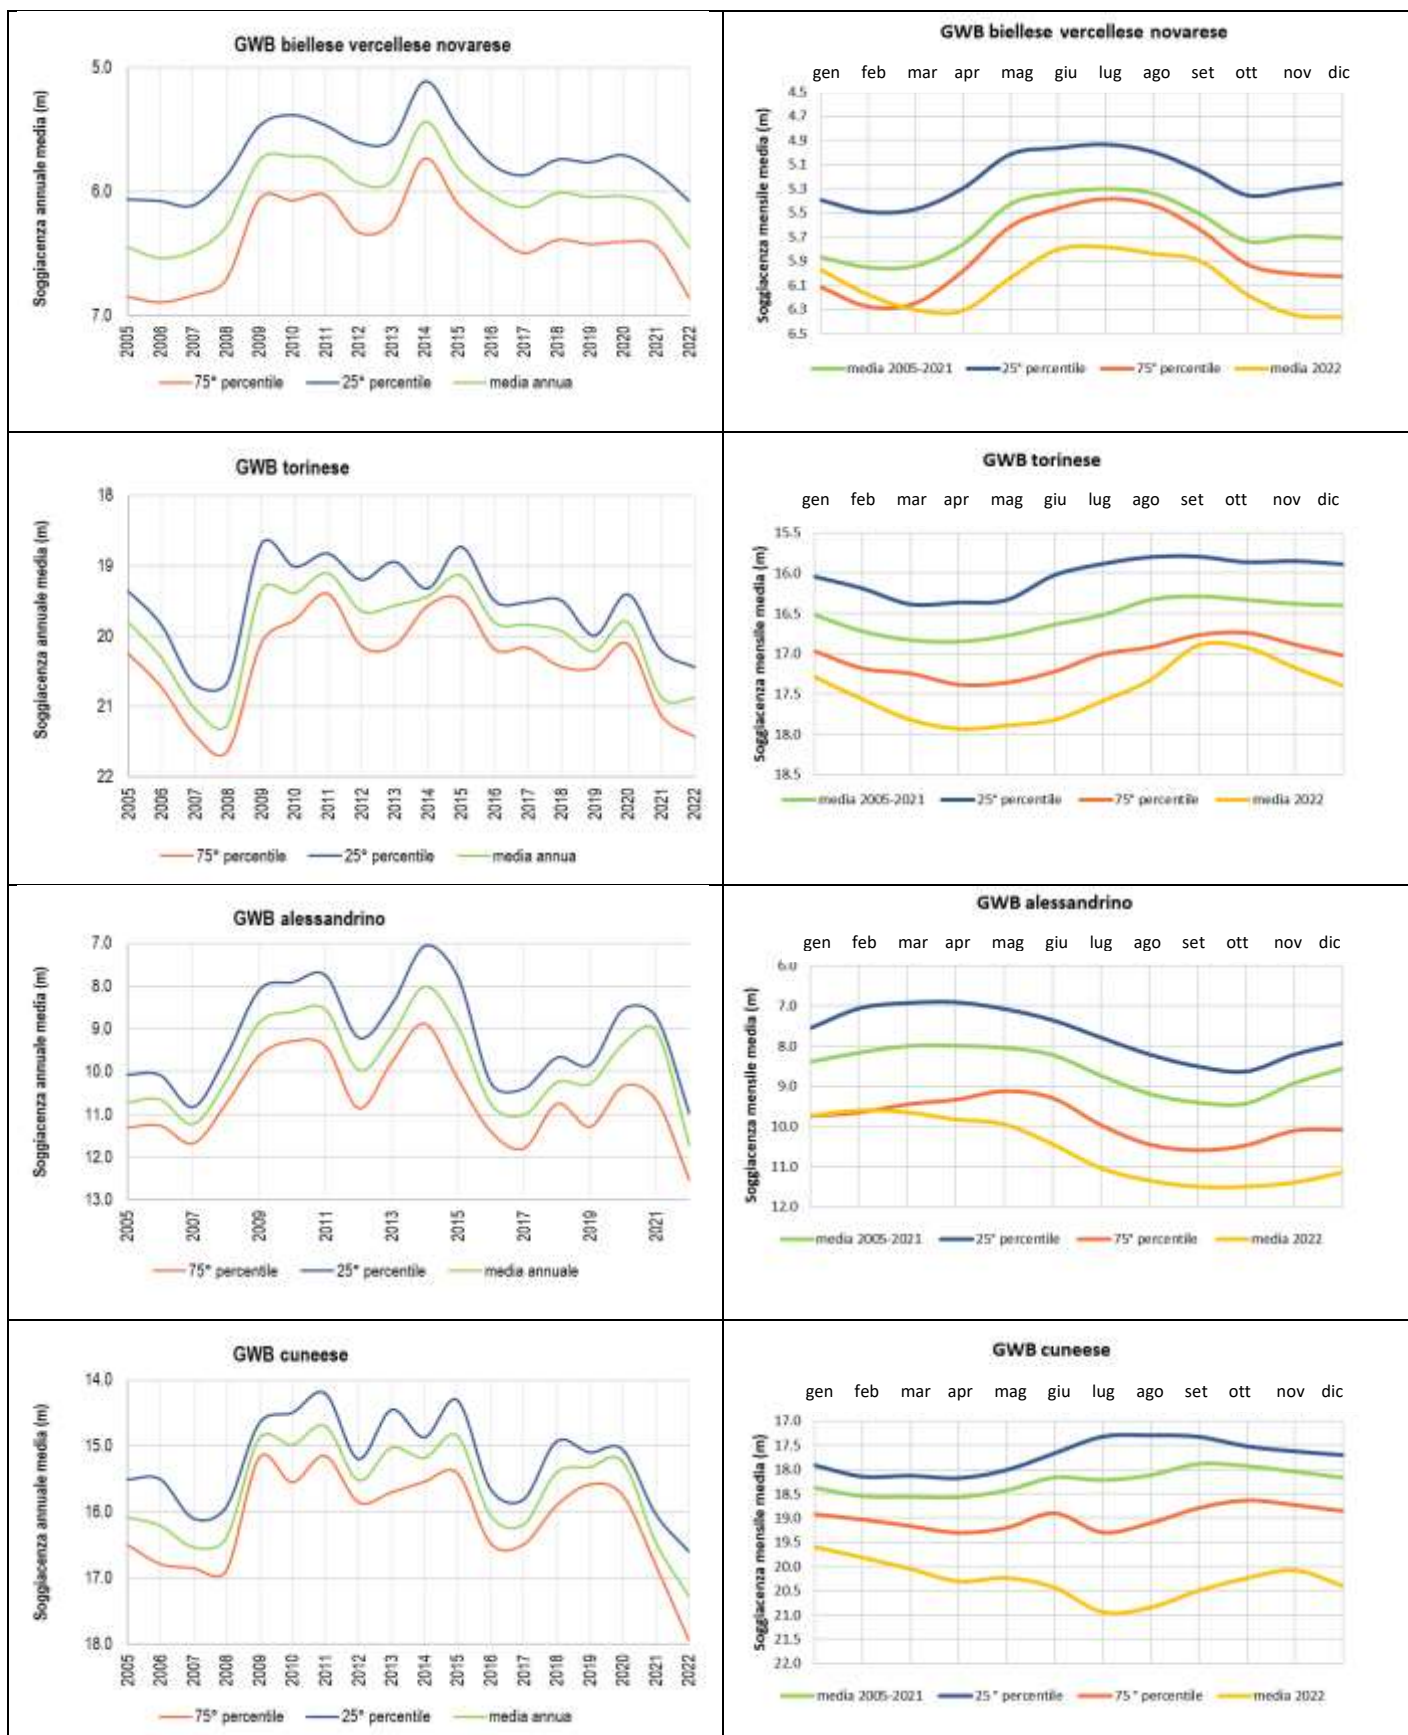 GWB biellese vercellese novarese
Soggiacenza annuale media (m)
5.0
6.0
7.0
2005 2006 2007 2008 2009 2010 2011 2012 2013 2014 2015 2016 2017 2018 2019 2020 2021 2022
75° percentile 25° percentile media annua
GWB biellese vercellese novarese
gen feb mar apr mag giu lug ago set ott nov dic
Soggiacenza mensile media (m)
4.5
4.7
4.9
5.1
5.3
5.5
5.7
5.9
6.1
6.3
6.5
media 2005-2021 25° percentile 75° percentile media 2022
GWB torinese
Soggiacenza annuale media (m)
18
19
20
21
22
2005 2006 2007 2008 2009 2010 2011 2012 2013 2014 2015 2016 2017 2018 2019 2020 2021 2022
75° percentile 25° percentile media annua
GWB torinese
gen feb mar apr mag giu lug ago set ott nov dic
Soggiacenza mensile media (m)
15.5
16.0
16.5
17.0
17.5
18.0
18.5
media 2005-2021 25° percentile 75° percentile media 2022
GWB alessandrino
Soggiacenza annuale media (m)
7.0
8.0
9.0
10.0
11.0
12.0
13.0
2005 2007 2009 2011 2013 2015 2017 2019 2021
75° percentile 25° percentile media annuale
GWB alessandrino
gen feb mar apr mag giu lug ago set ott nov dic
Soggiacenza mensile media (m)
6.0
7.0
8.0
9.0
10.0
11.0
12.0
media 2005-2021 25° percentile 75° percentile media 2022
GWB cuneese
Soggiacenza annuale media (m)
14.0
15.0
16.0
17.0
18.0
2005 2006 2007 2008 2009 2010 2011 2012 2013 2014 2015 2016 2017 2018 2019 2020 2021 2022
75° percentile 25° percentile media annua
GWB cuneese
gen feb mar apr mag giu lug ago set ott nov dic
Soggiacenza mensile media (m)
17.0
17.5
18.0
18.5
19.0
19.5
20.0
20.5
21.0
21.5
22.0
media 2005-2021 25° percentile 75° percentile media 2022